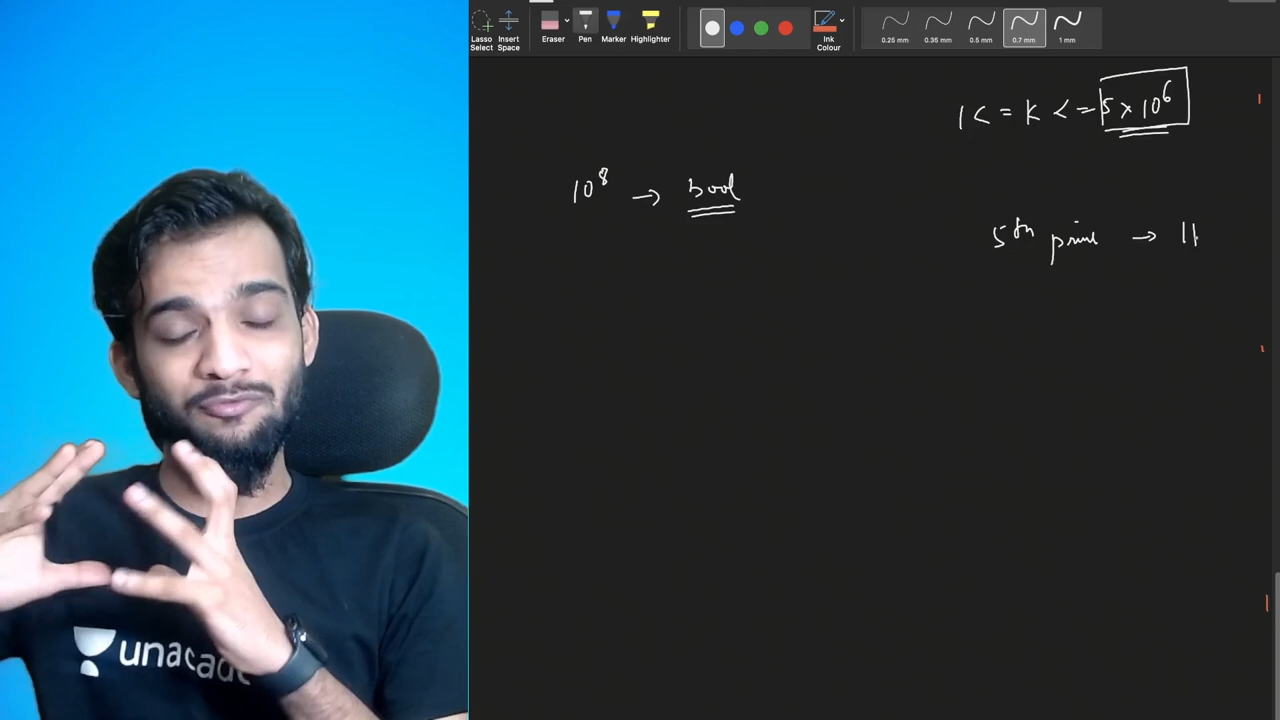 Lasso Select
Insert Space
Eraser
Pen
Marker
Highlighter
Ink Colour
0.25 mm
0.35 mm
0.5 mm
0.7 mm
1 mm
1 <= K <= 5 x 10^6
10^8 → bool
5th prime → 11
unacade